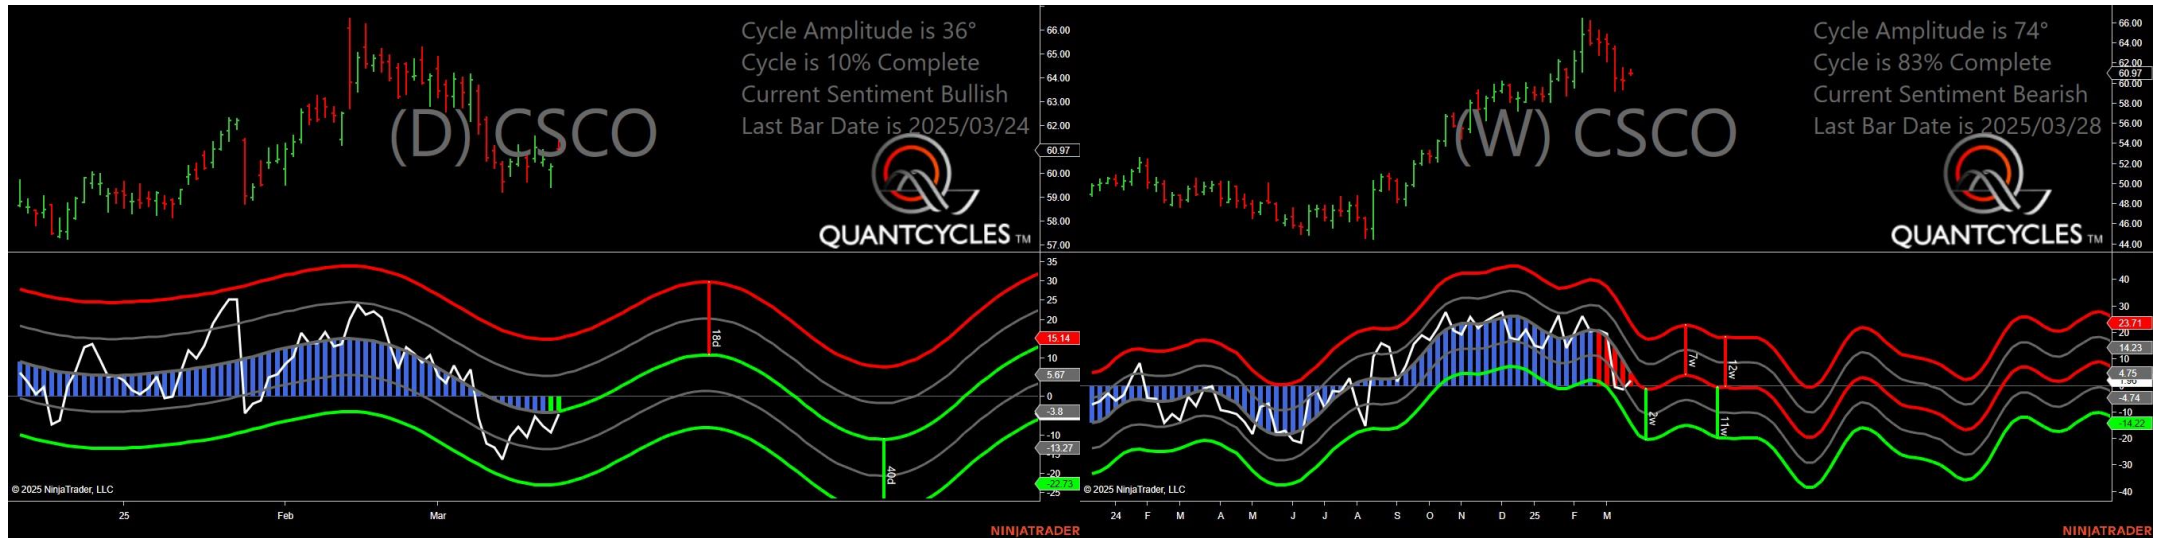 Cycle Amplitude is 36°
Cycle is 10% Complete
Current Sentiment Bullish
Last Bar Date is 2025/03/24
(D) CSCO
QUANTCYCLES TM
66.00
65.00
64.00
63.00
62.00
60.97
60.00
59.00
58.00
57.00
35
30
25
20
15.14
10
5.67
0
-3.8
-10
-13.27
-20
-22.73
-25
18d
40d
© 2025 NinjaTrader, LLC
25 Feb Mar
NINJATRADER
Cycle Amplitude is 74°
Cycle is 83% Complete
Current Sentiment Bearish
Last Bar Date is 2025/03/28
(W) CSCO
QUANTCYCLES TM
66.00
64.00
62.00
60.97
60.00
58.00
56.00
54.00
52.00
50.00
48.00
46.00
44.00
40
30
23.71
20
14.23
10
4.75
1.96
-4.74
-10
-14.22
-20
-30
-40
7w
12w
2w
11w
© 2025 NinjaTrader, LLC
24 F M A M J J A S O N D 25 F M
NINJATRADER